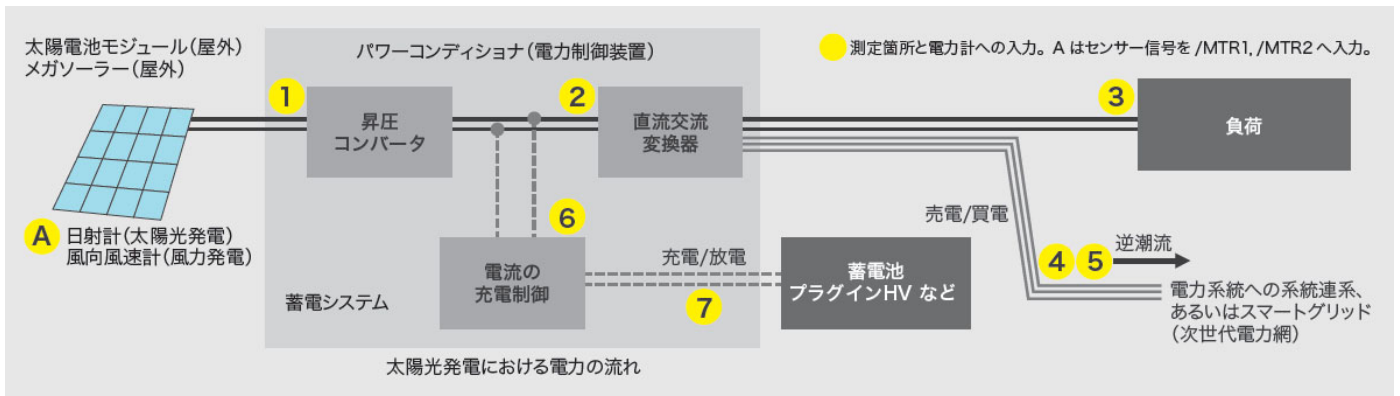 太陽電池モジュール（屋外）
メガソーラー（屋外）
パワーコンディショナ（電力制御装置）
測定箇所と電力計への入力。A はセンサー信号を /MTR1, /MTR2 へ入力。
1
昇圧
コンバータ
2
直流交流
変換器
3
負荷
A
日射計（太陽光発電）
風向風速計（風力発電）
6
電流の
充電制御
蓄電システム
充電/放電
7
蓄電池
プラグインHV など
売電/買電
4
5
逆潮流
電力系統への系統連系、
あるいはスマートグリッド
（次世代電力網）
太陽光発電における電力の流れ